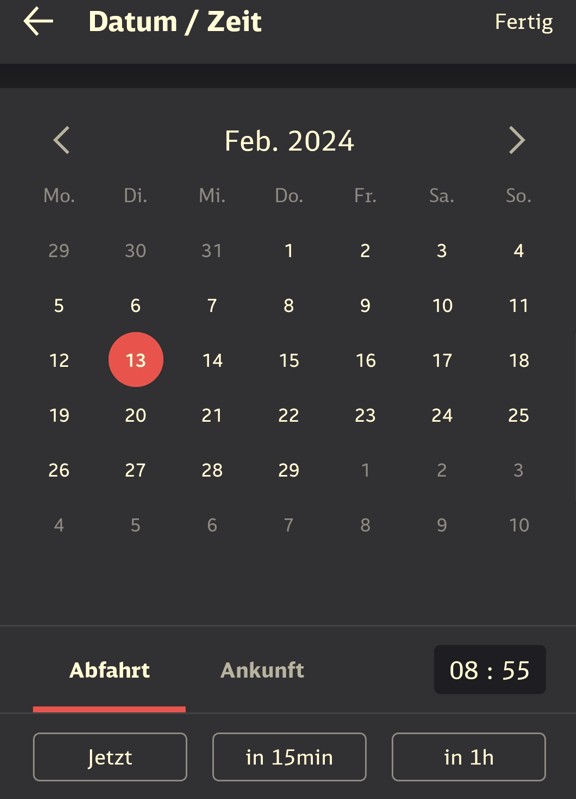 Datum / Zeit Fertig
Feb. 2024
Mo. Di. Mi. Do. Fr. Sa. So.
29 30 31 1 2 3 4
5 6 7 8 9 10 11
12 13 14 15 16 17 18
19 20 21 22 23 24 25
26 27 28 29 1 2 3
4 5 6 7 8 9 10
Abfahrt Ankunft 08 : 55
Jetzt in 15min in 1h